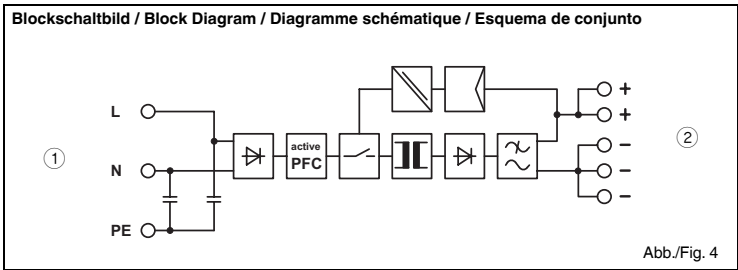 Blockschaltbild / Block Diagram / Diagramme schématique / Esquema de conjunto
L
+
+
active
PFC
①
N
②
−
−
−
PE
Abb./Fig. 4